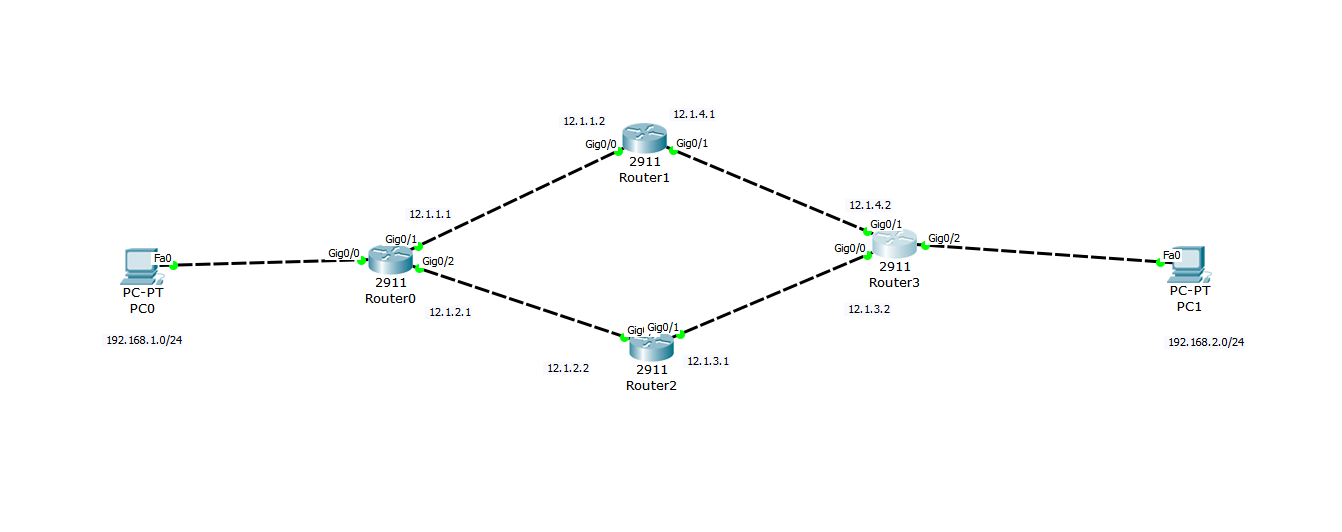 12.1.4.1
12.1.1.2
Gig0/0
Gig0/1
2911
Router1
12.1.4.2
12.1.1.1
Gig0/1
Gig0/1
Gig0/2
Gig0/0
Gig0/0
Gig0/2
Fa0
Fa0
2911
Router3
2911
Router0
PC-PT
PC0
PC-PT
PC1
12.1.2.1
12.1.3.2
Gig0/1
192.168.1.0/24
192.168.2.0/24
12.1.2.2
12.1.3.1
2911
Router2